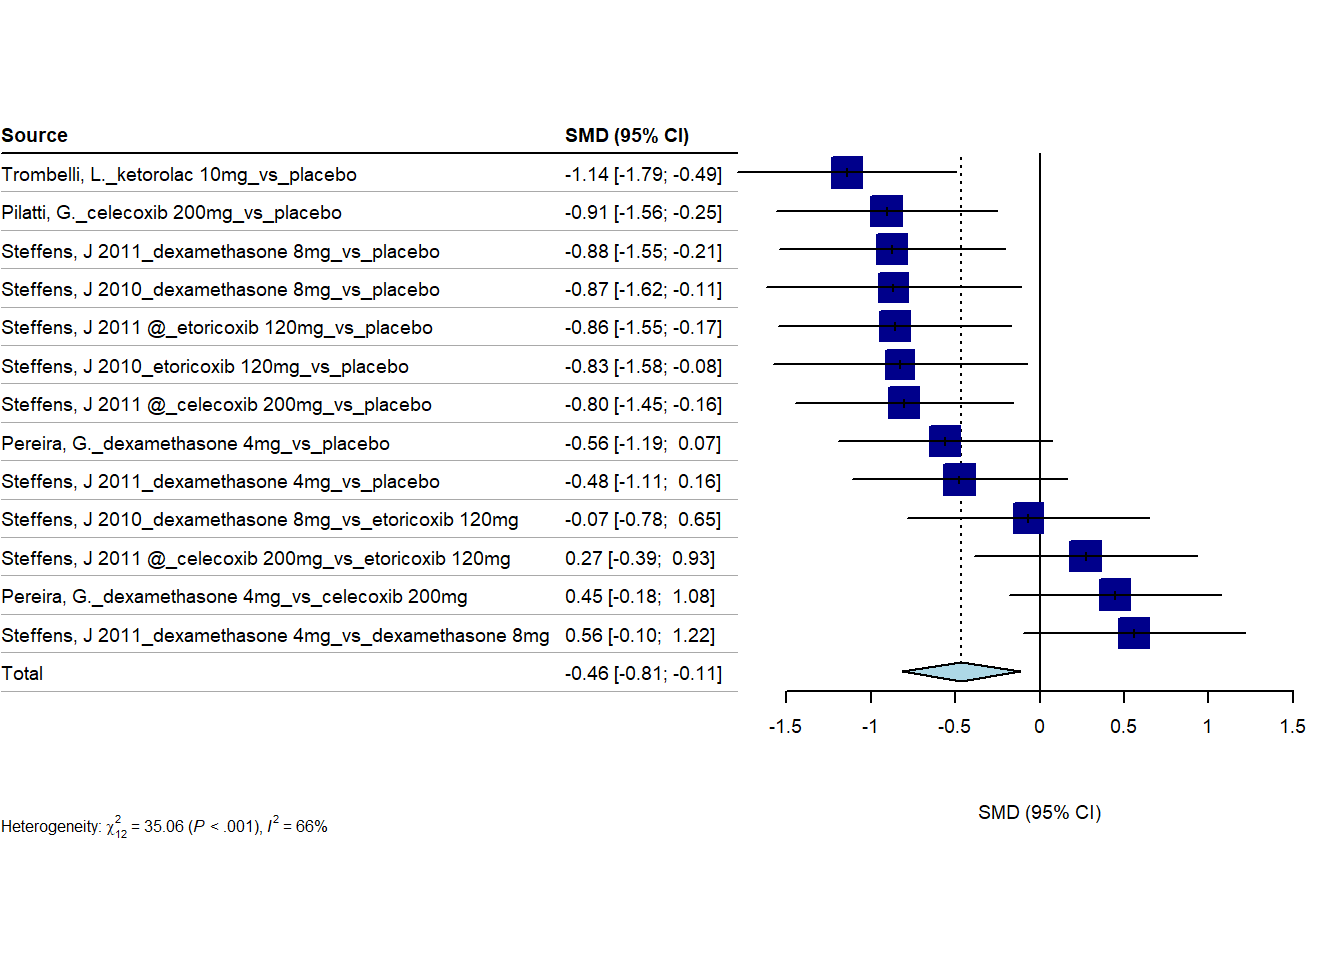 Source SMD (95% CI)
Trombelli, L._ketorolac 10mg_vs_placebo -1.14 [-1.79; -0.49]
Pilatti, G._celecoxib 200mg_vs_placebo -0.91 [-1.56; -0.25]
Steffens, J 2011_dexamethasone 8mg_vs_placebo -0.88 [-1.55; -0.21]
Steffens, J 2010_dexamethasone 8mg_vs_placebo -0.87 [-1.62; -0.11]
Steffens, J 2011 @_etoricoxib 120mg_vs_placebo -0.86 [-1.55; -0.17]
Steffens, J 2010_etoricoxib 120mg_vs_placebo -0.83 [-1.58; -0.08]
Steffens, J 2011 @_celecoxib 200mg_vs_placebo -0.80 [-1.45; -0.16]
Pereira, G._dexamethasone 4mg_vs_placebo -0.56 [-1.19; 0.07]
Steffens, J 2011_dexamethasone 4mg_vs_placebo -0.48 [-1.11; 0.16]
Steffens, J 2010_dexamethasone 8mg_vs_etoricoxib 120mg -0.07 [-0.78; 0.65]
Steffens, J 2011 @_celecoxib 200mg_vs_etoricoxib 120mg 0.27 [-0.39; 0.93]
Pereira, G._dexamethasone 4mg_vs_celecoxib 200mg 0.45 [-0.18; 1.08]
Steffens, J 2011_dexamethasone 4mg_vs_dexamethasone 8mg 0.56 [-0.10; 1.22]
Total -0.46 [-0.81; -0.11]
-1.5 -1 -0.5 0 0.5 1 1.5
SMD (95% CI)
Heterogeneity: χ²₁₂ = 35.06 (P < .001), I² = 66%